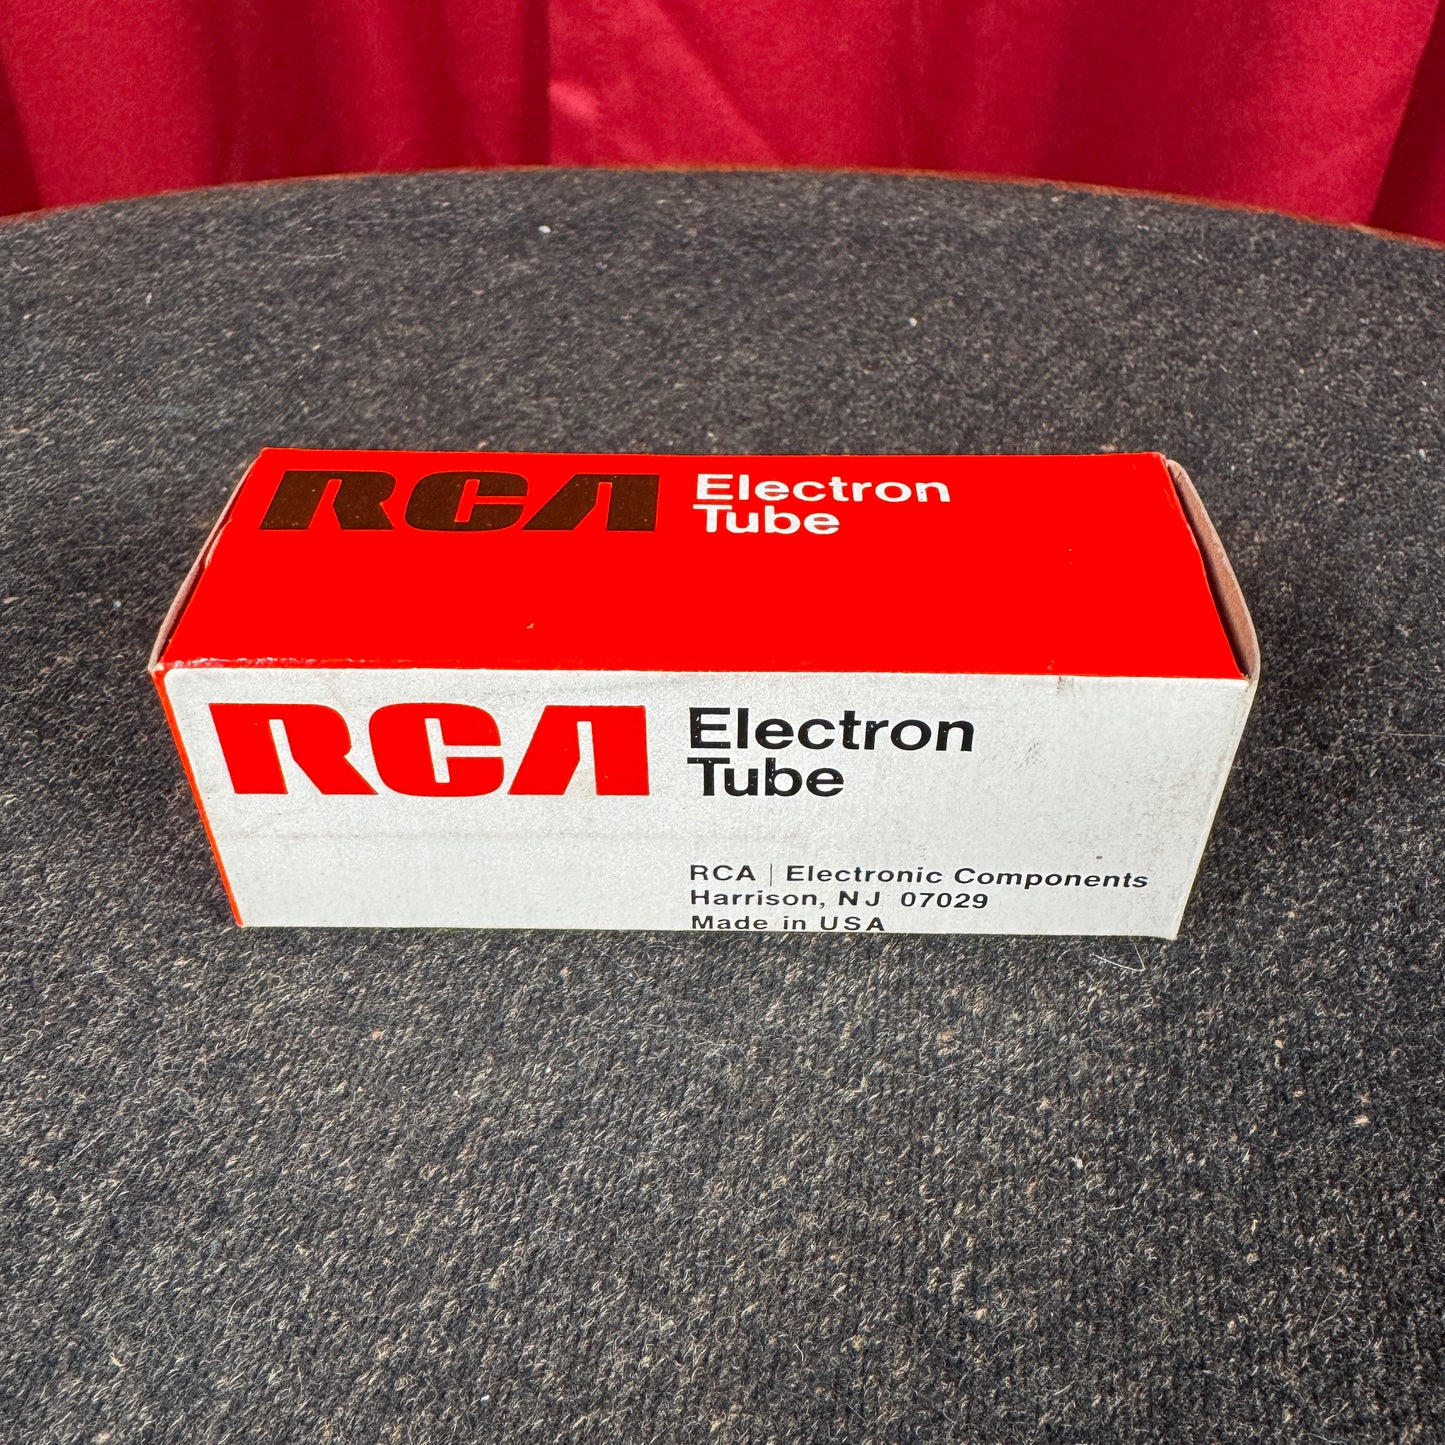 RCA Electron
Tube
RCA Electron
Tube
RCA | Electronic Components
Harrison, NJ 07029
Made in USA